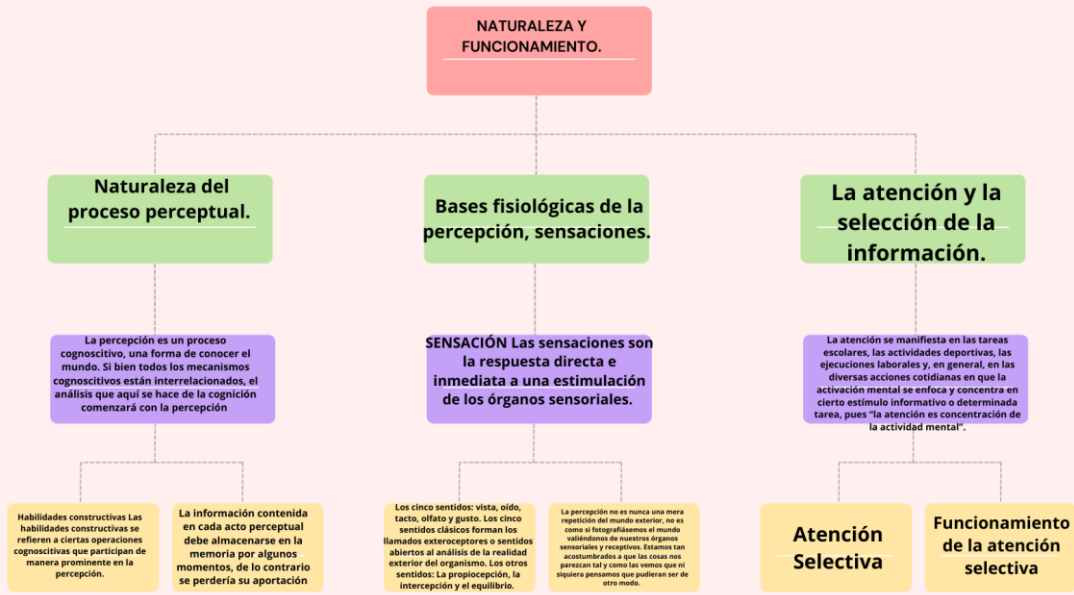 NATURALEZA Y
FUNCIONAMIENTO.
Naturaleza del
proceso perceptual.
Bases fisiológicas de la
percepción, sensaciones.
La atención y la
selección de la
información.
La percepción es un proceso
cognoscitivo, una forma de conocer el
mundo. Si bien todos los mecanismos
cognoscitivos están interrelacionados, el
análisis que aquí se hace de la cognición
comenzará con la percepción
SENSACIÓN Las sensaciones son
la respuesta directa e
inmediata a una estimulación
de los órganos sensoriales.
La atención se manifiesta en las tareas
escolares, las actividades deportivas, las
ejecuciones laborales y, en general, en las
diversas acciones cotidianas en que la
activación mental se enfoca y concentra en
cierto estímulo informativo o determinada
tarea, pues "la atención es concentración de
la actividad mental".
Habilidades constructivas Las
habilidades constructivas se
refieren a ciertas operaciones
cognoscitivas que participan de
manera prominente en la
percepción.
La información contenida
en cada acto perceptual
debe almacenarse en la
memoria por algunos
momentos, de lo contrario
se perdería su aportación
Los cinco sentidos: vista, oído,
tacto, olfato y gusto. Los cinco
sentidos clásicos forman los
llamados exteroceptores o sentidos
abiertos al análisis de la realidad
exterior del organismo. Los otros
sentidos: La propiocepción, la
intercepción y el equilibrio.
La percepción no es nunca una mera
repetición del mundo exterior, no es
como si fotografiásemos el mundo
valiéndonos de nuestros órganos
sensoriales y receptivos. Estamos tan
acostumbrados a que las cosas nos
parezcan tal y como las vemos que ni
siquiera pensamos que pudieran ser de
otro modo.
Atención
Selectiva
Funcionamiento
de la atención
selectiva